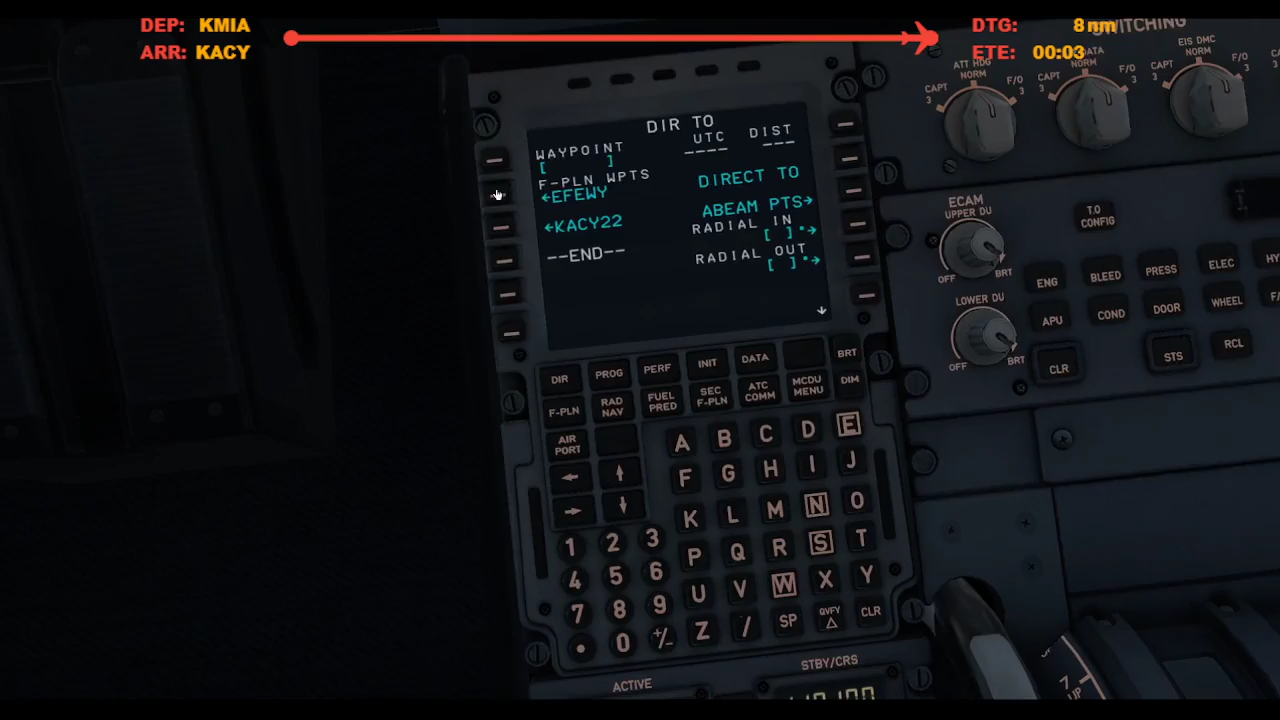 DEP: KMIA
ARR: KACY
DTG: 8nm
ETE: 00:03
SWITCHING
ATT HDG
NORM
CAPT
3
F/O
3
DATA
NORM
CAPT
3
F/O
3
EIS DMC
NORM
CAPT
3
F/O
3
DIR TO
UTC DIST
WAYPOINT
---- ---
[ ]
F-PLN WPTS
←EFEWY
DIRECT TO
ABEAM PTS→
←KACY22
RADIAL IN
[ ]°→
--END--
RADIAL OUT
[ ]°→
↓
ECAM
UPPER DU
OFF BRT
LOWER DU
OFF BRT
T.O
CONFIG
ENG BLEED PRESS ELEC HY
APU COND DOOR WHEEL F/
CLR STS RCL
DIR PROG PERF INIT DATA BRT
F-PLN RAD
NAV FUEL
PRED SEC
F-PLN ATC
COMM MCDU
MENU DIM
AIR
PORT
← ↑
→ ↓
A B C D E
F G H I J
K L M N O
P Q R S T
U V W X Y
Z / SP OVFY
△ CLR
1 2 3
4 5 6
7 8 9
. 0 +/-
ACTIVE
STBY/CRS
UP
7